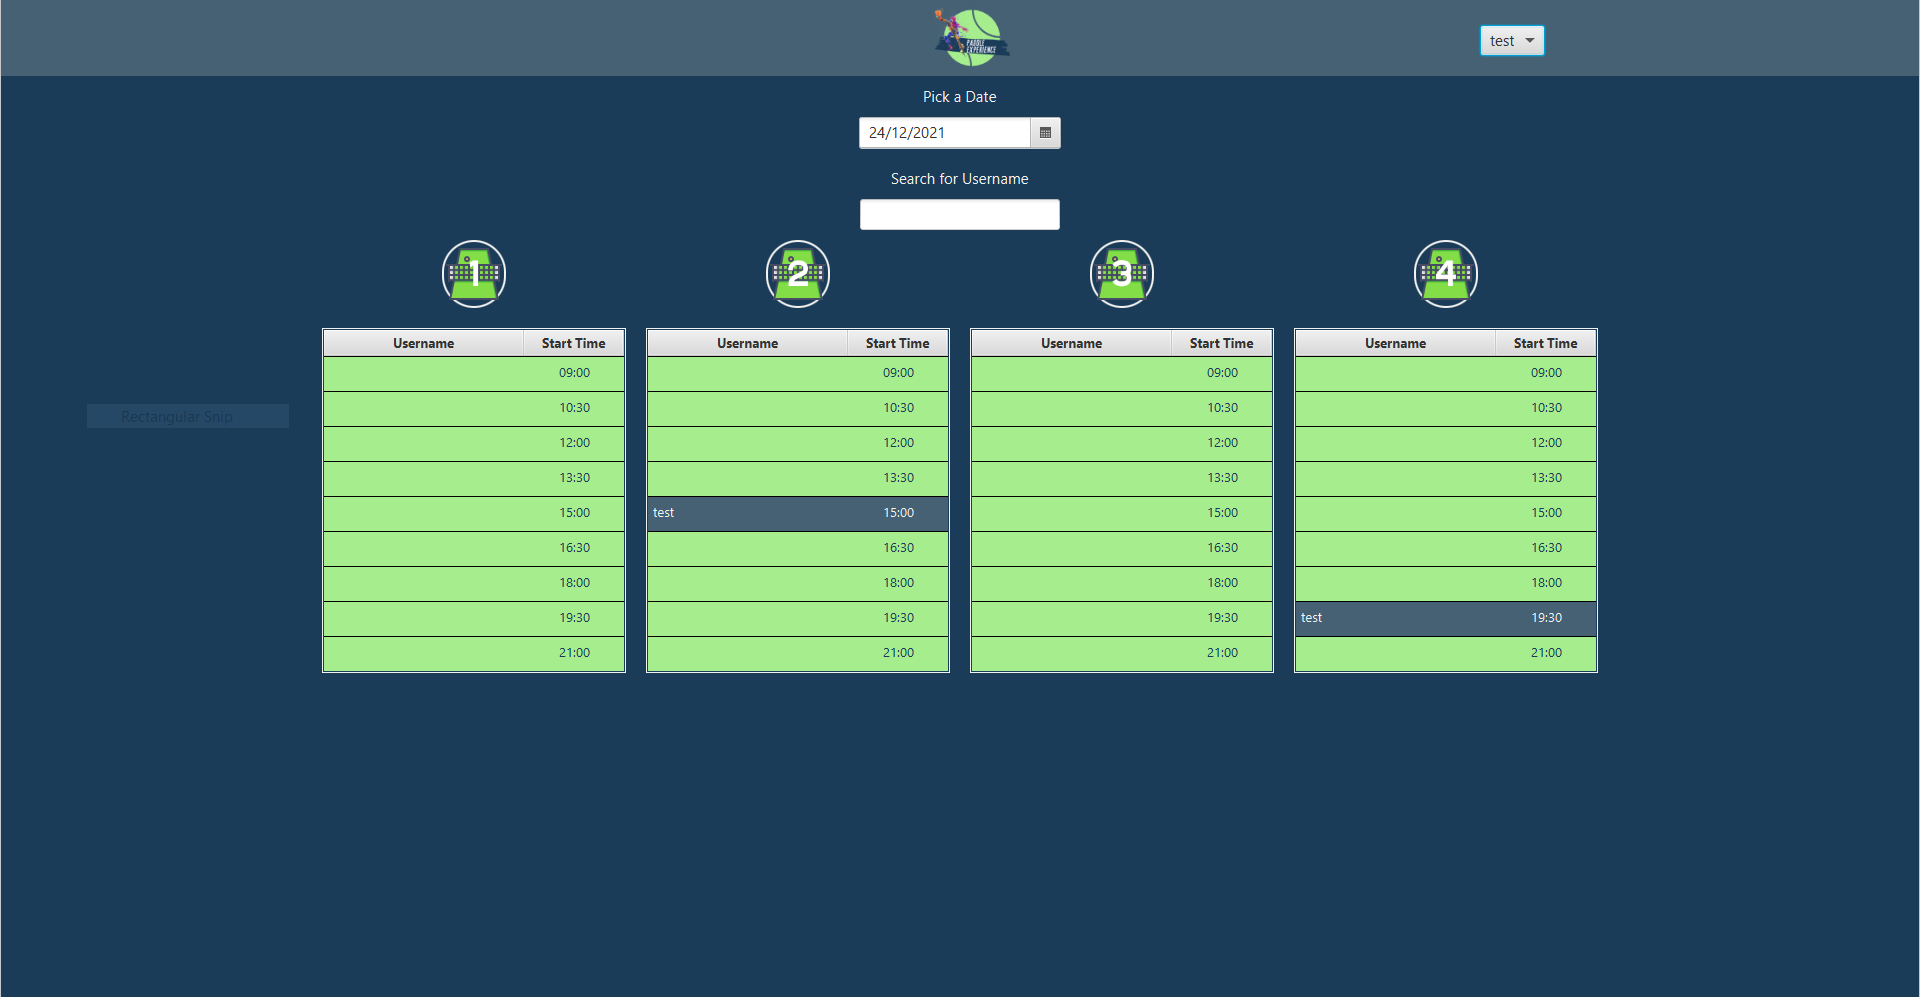 PADDLE
EXPERIENCE
test
Pick a Date
24/12/2021
Search for Username
1 2 3 4
Username Start Time Username Start Time Username Start Time Username Start Time
09:00 09:00 09:00 09:00
10:30 10:30 10:30 10:30
Rectangular Snip
12:00 12:00 12:00 12:00
13:30 13:30 13:30 13:30
15:00 test 15:00 15:00 15:00
16:30 16:30 16:30 16:30
18:00 18:00 18:00 18:00
19:30 19:30 19:30 test 19:30
21:00 21:00 21:00 21:00